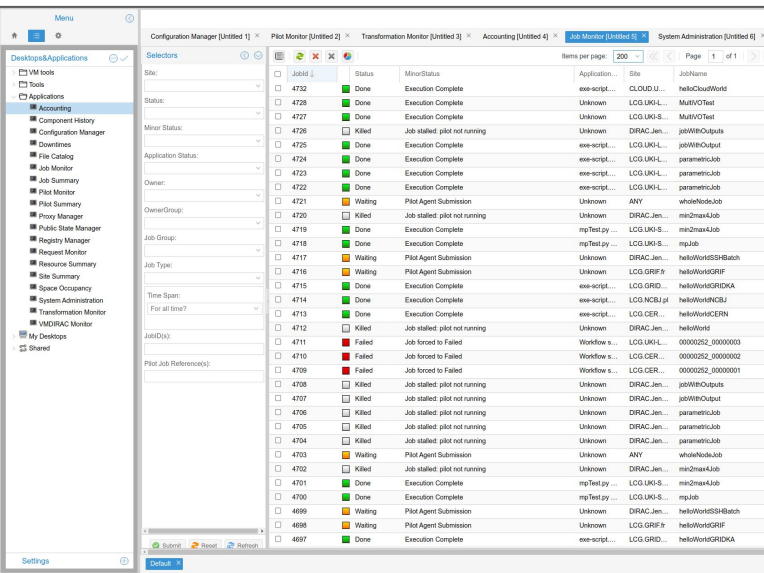 Menu
Configuration Manager [Untitled 1]
Pilot Monitor [Untitled 2]
Transformation Monitor [Untitled 3]
Accounting [Untitled 4]
Job Monitor [Untitled 5]
System Administration [Untitled 6]
Desktops&Applications
VM tools
Tools
Applications
Accounting
Component History
Configuration Manager
Downtimes
File Catalog
Job Monitor
Job Summary
Pilot Monitor
Pilot Summary
Proxy Manager
Public State Manager
Registry Manager
Request Monitor
Resource Summary
Site Summary
Space Occupancy
System Administration
Transformation Monitor
VMDIRAC Monitor
My Desktops
Shared
Settings
Selectors
Site:
Status:
Minor Status:
Application Status:
Owner:
OwnerGroup:
Job Group:
Job Type:
Time Span:
For all time?
JobID(s):
Pilot Job Reference(s):
Submit Reset Refresh
Items per page: 200 Page 1 of 1
JobId ↓ Status MinorStatus Application... Site JobName
4732 Done Execution Complete exe-script.... CLOUD.U... helloCloudWorld
4728 Done Execution Complete Unknown LCG.UKI-L... MultiVOTest
4727 Done Execution Complete Unknown LCG.UKI-S... MultiVOTest
4726 Killed Job stalled: pilot not running Unknown DIRAC.Jen... jobWithOutputs
4725 Done Execution Complete exe-script.... LCG.UKI-L... jobWithOutput
4724 Done Execution Complete exe-script.... LCG.UKI-L... parametricJob
4723 Done Execution Complete exe-script.... LCG.UKI-L... parametricJob
4722 Done Execution Complete exe-script.... LCG.UKI-L... parametricJob
4721 Waiting Pilot Agent Submission Unknown ANY wholeNodeJob
4720 Killed Job stalled: pilot not running Unknown DIRAC.Jen... min2max4Job
4719 Done Execution Complete mpTest.py ... LCG.UKI-S... min2max4Job
4718 Done Execution Complete mpTest.py ... LCG.UKI-S... mpJob
4717 Waiting Pilot Agent Submission Unknown DIRAC.Jen... helloWorldSSHBatch
4716 Waiting Pilot Agent Submission Unknown LCG.GRIF.fr helloWorldGRIF
4715 Done Execution Complete exe-script.... LCG.GRID... helloWorldGRIDKA
4714 Done Execution Complete exe-script.... LCG.NCBJ.pl helloWorldNCBJ
4713 Done Execution Complete exe-script.... LCG.CER... helloWorldCERN
4712 Killed Job stalled: pilot not running Unknown DIRAC.Jen... helloWorld
4711 Failed Job forced to Failed Workflow s... LCG.UKI-L... 00000252_00000003
4710 Failed Job forced to Failed Workflow s... LCG.CER... 00000252_00000002
4709 Failed Job forced to Failed Workflow s... LCG.CER... 00000252_00000001
4708 Killed Job stalled: pilot not running Unknown DIRAC.Jen... jobWithOutputs
4707 Killed Job stalled: pilot not running Unknown DIRAC.Jen... jobWithOutput
4706 Killed Job stalled: pilot not running Unknown DIRAC.Jen... parametricJob
4705 Killed Job stalled: pilot not running Unknown DIRAC.Jen... parametricJob
4704 Killed Job stalled: pilot not running Unknown DIRAC.Jen... parametricJob
4703 Waiting Pilot Agent Submission Unknown ANY wholeNodeJob
4702 Killed Job stalled: pilot not running Unknown DIRAC.Jen... min2max4Job
4701 Done Execution Complete mpTest.py ... LCG.UKI-S... min2max4Job
4700 Done Execution Complete mpTest.py ... LCG.UKI-S... mpJob
4699 Waiting Pilot Agent Submission Unknown DIRAC.Jen... helloWorldSSHBatch
4698 Waiting Pilot Agent Submission Unknown LCG.GRIF.fr helloWorldGRIF
4697 Done Execution Complete exe-script.... LCG.GRID... helloWorldGRIDKA
Default